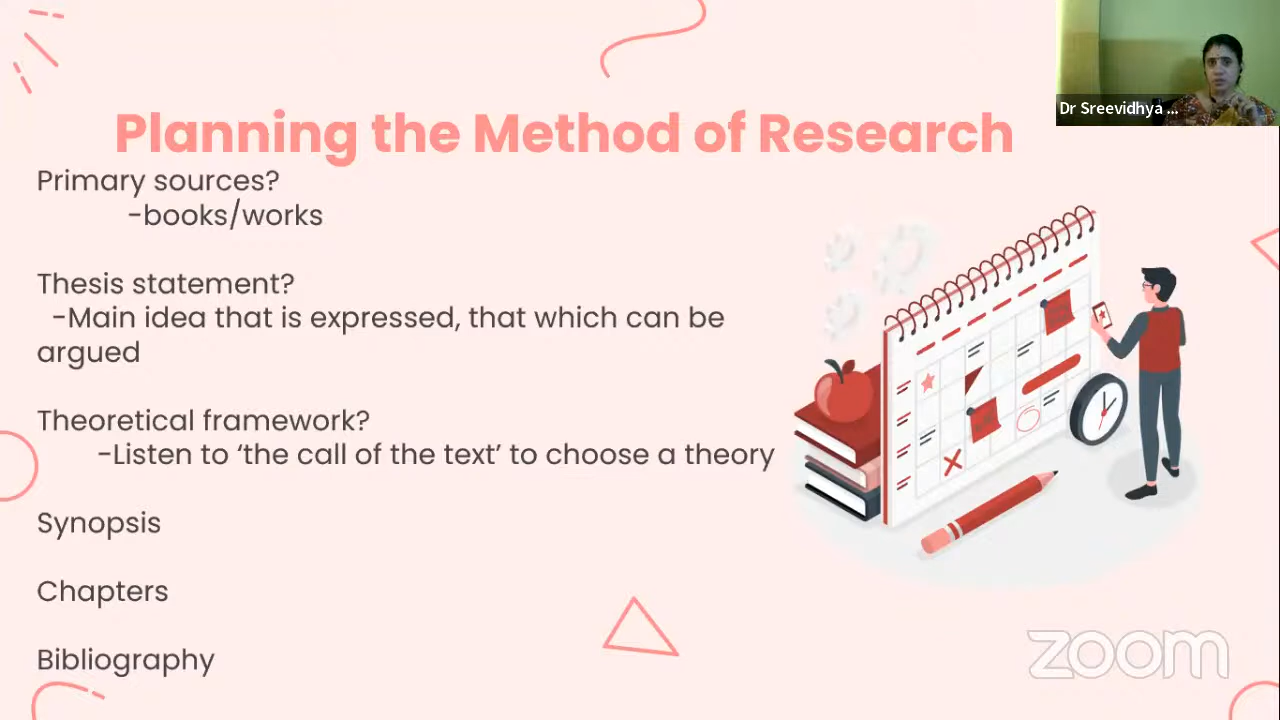 Dr Sreevidhya ...
Planning the Method of Research
Primary sources?
-books/works
Thesis statement?
-Main idea that is expressed, that which can be
argued
Theoretical framework?
-Listen to ‘the call of the text’ to choose a theory
Synopsis
Chapters
Bibliography
zoom